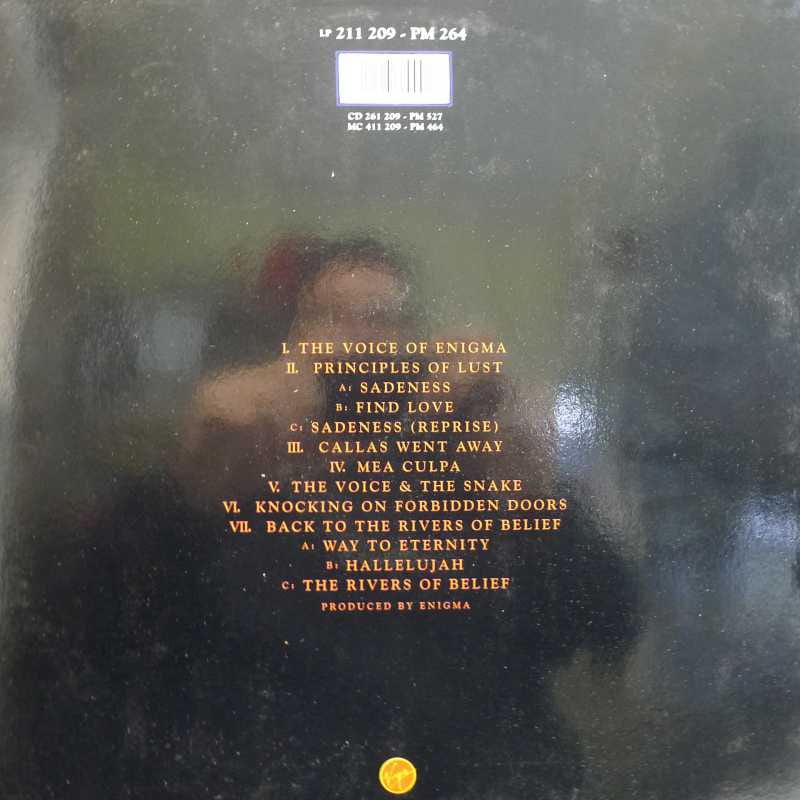 LP 211 209 - PM 264
CD 261 209 - PM 527
MC 411 209 - PM 464
I. THE VOICE OF ENIGMA
II. PRINCIPLES OF LUST
A: SADENESS
B: FIND LOVE
C: SADENESS (REPRISE)
III. CALLAS WENT AWAY
IV. MEA CULPA
V. THE VOICE & THE SNAKE
VI. KNOCKING ON FORBIDDEN DOORS
VII. BACK TO THE RIVERS OF BELIEF
A: WAY TO ETERNITY
B: HALLELUJAH
C: THE RIVERS OF BELIEF
PRODUCED BY ENIGMA
Virgin